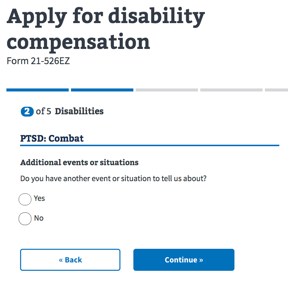 Apply for disability
compensation
Form 21-526EZ
2 of 5 Disabilities
PTSD: Combat
Additional events or situations
Do you have another event or situation to tell us about?
Yes
No
« Back
Continue »